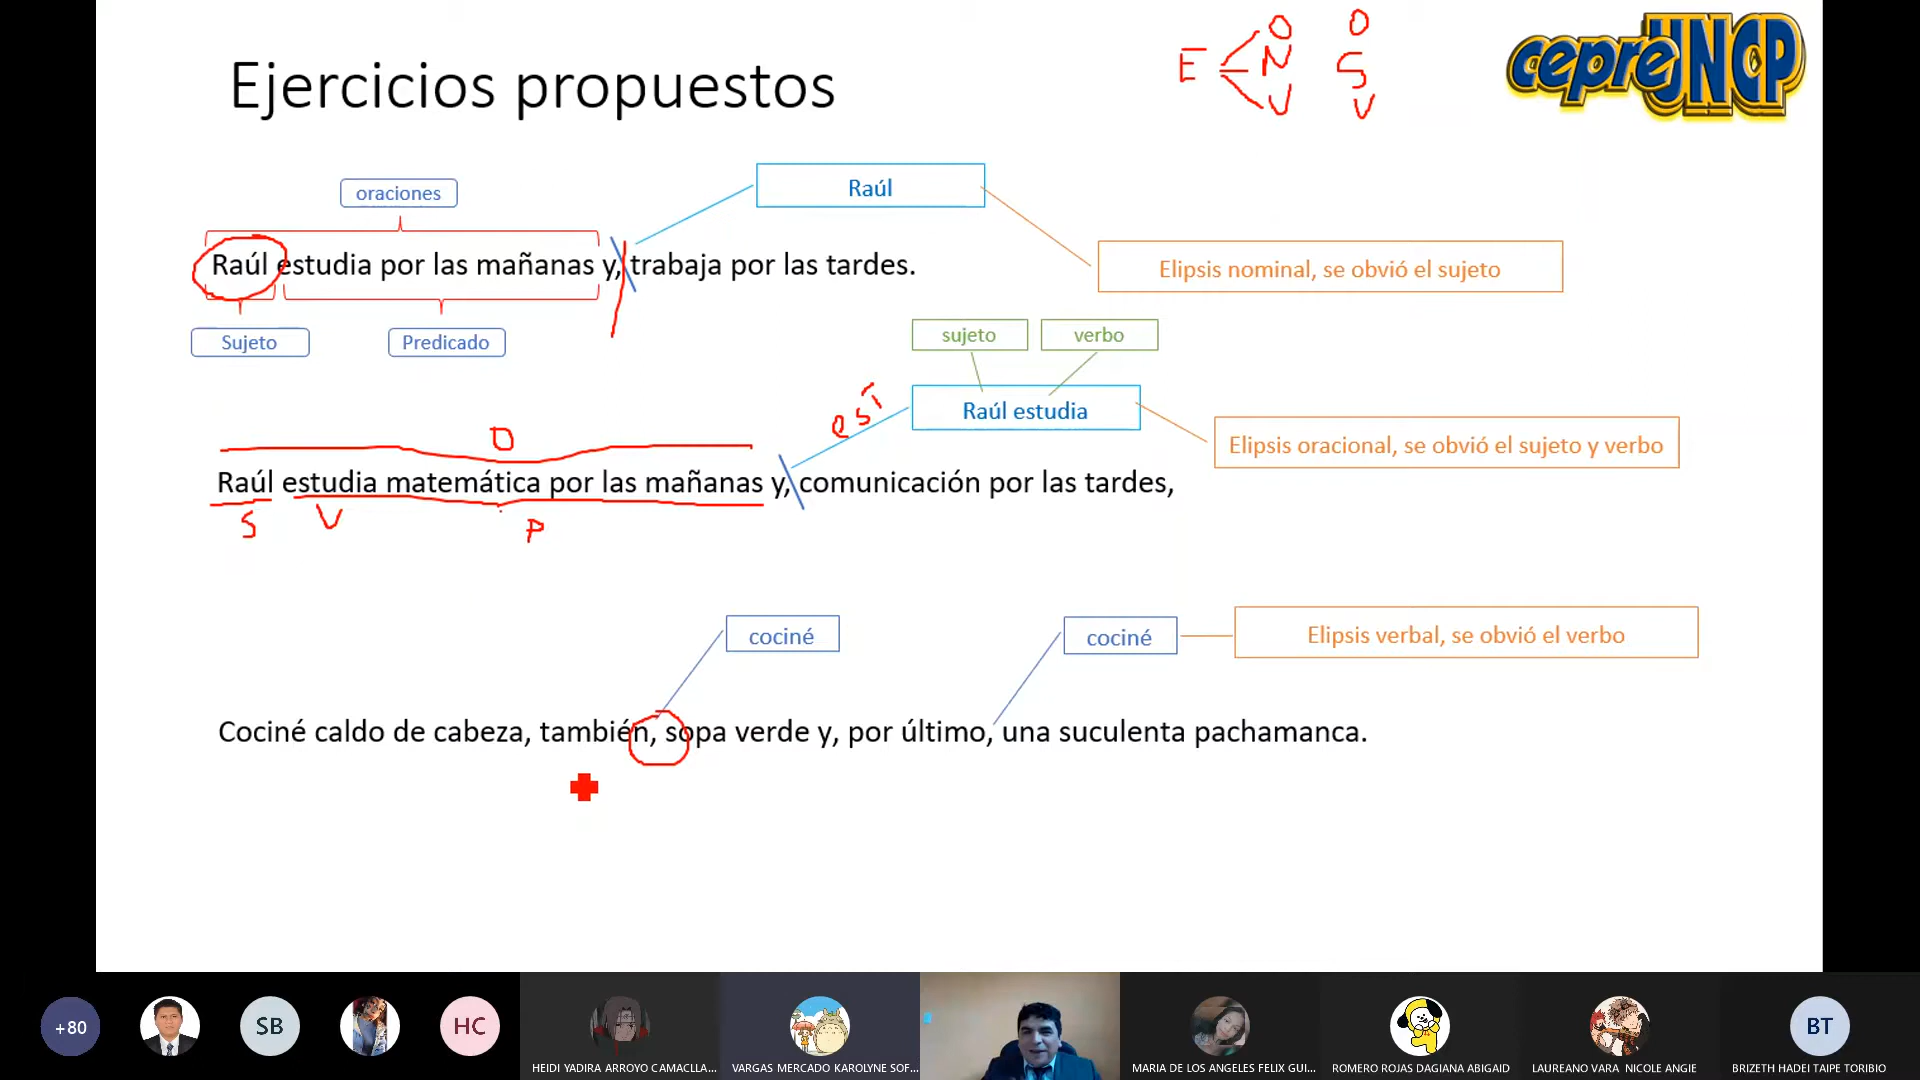 Ejercicios propuestos
E
O
N
V
O
S
V
cepreUNCP
oraciones
Raúl
Raúl estudia por las mañanas y, trabaja por las tardes.
Elipsis nominal, se obvió el sujeto
Sujeto
Predicado
sujeto
verbo
est
Raúl estudia
O
Elipsis oracional, se obvió el sujeto y verbo
Raúl estudia matemática por las mañanas y, comunicación por las tardes,
S
V
P
cociné
cociné
Elipsis verbal, se obvió el verbo
Cociné caldo de cabeza, también, sopa verde y, por último, una suculenta pachamanca.
+80
SB
HC
HEIDI YADIRA ARROYO CAMACLLA...
VARGAS MERCADO KAROLYNE SOF...
MARIA DE LOS ANGELES FELIX GUI...
ROMERO ROJAS DAGIANA ABIGAID
LAUREANO VARA NICOLE ANGIE
BT
BRIZETH HADEI TAIPE TORIBIO